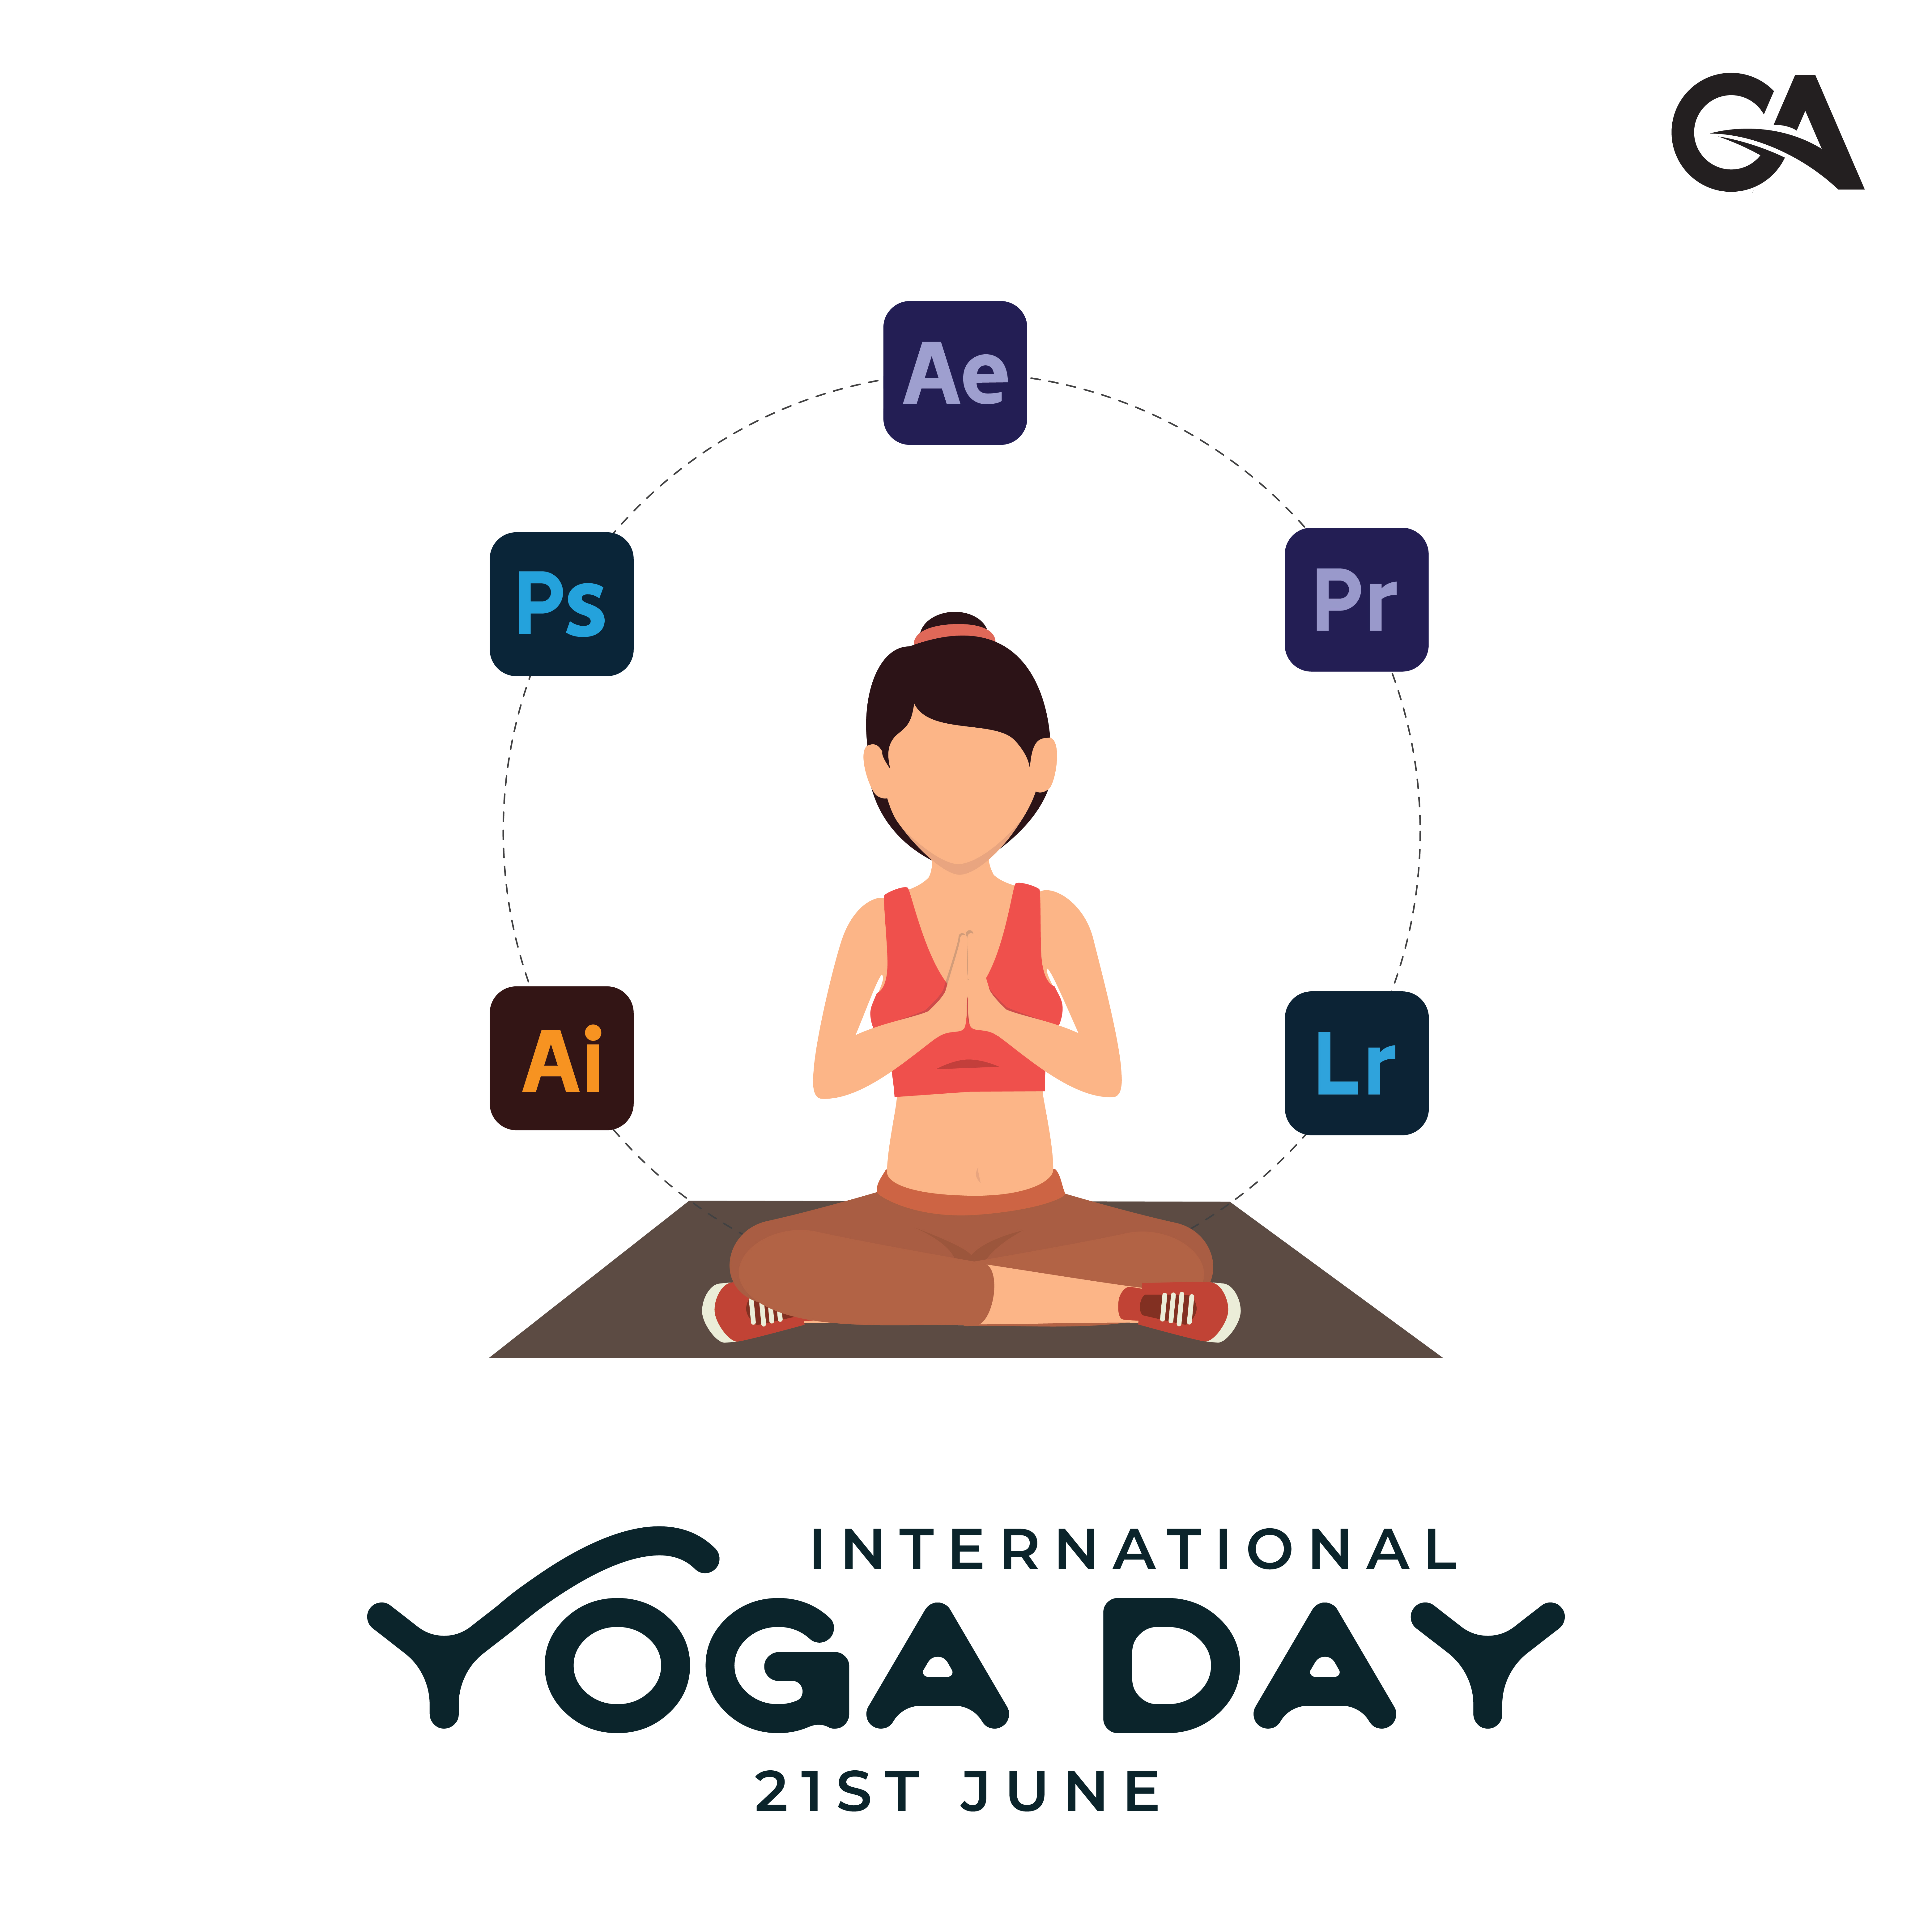 GA
Ae
Ps
Pr
Ai
Lr
INTERNATIONAL
YOGA DAY
21ST JUNE